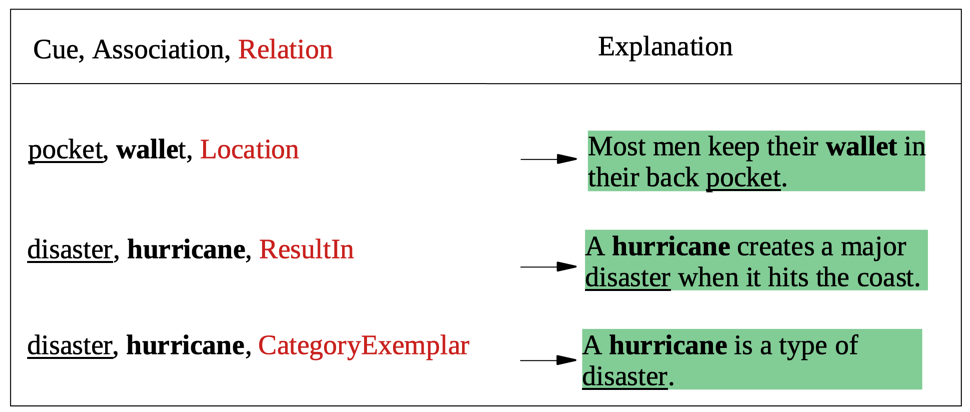 Cue, Association, Relation
Explanation
pocket, wallet, Location
Most men keep their wallet in
their back pocket.
disaster, hurricane, ResultIn
A hurricane creates a major
disaster when it hits the coast.
disaster, hurricane, CategoryExemplar
A hurricane is a type of
disaster.